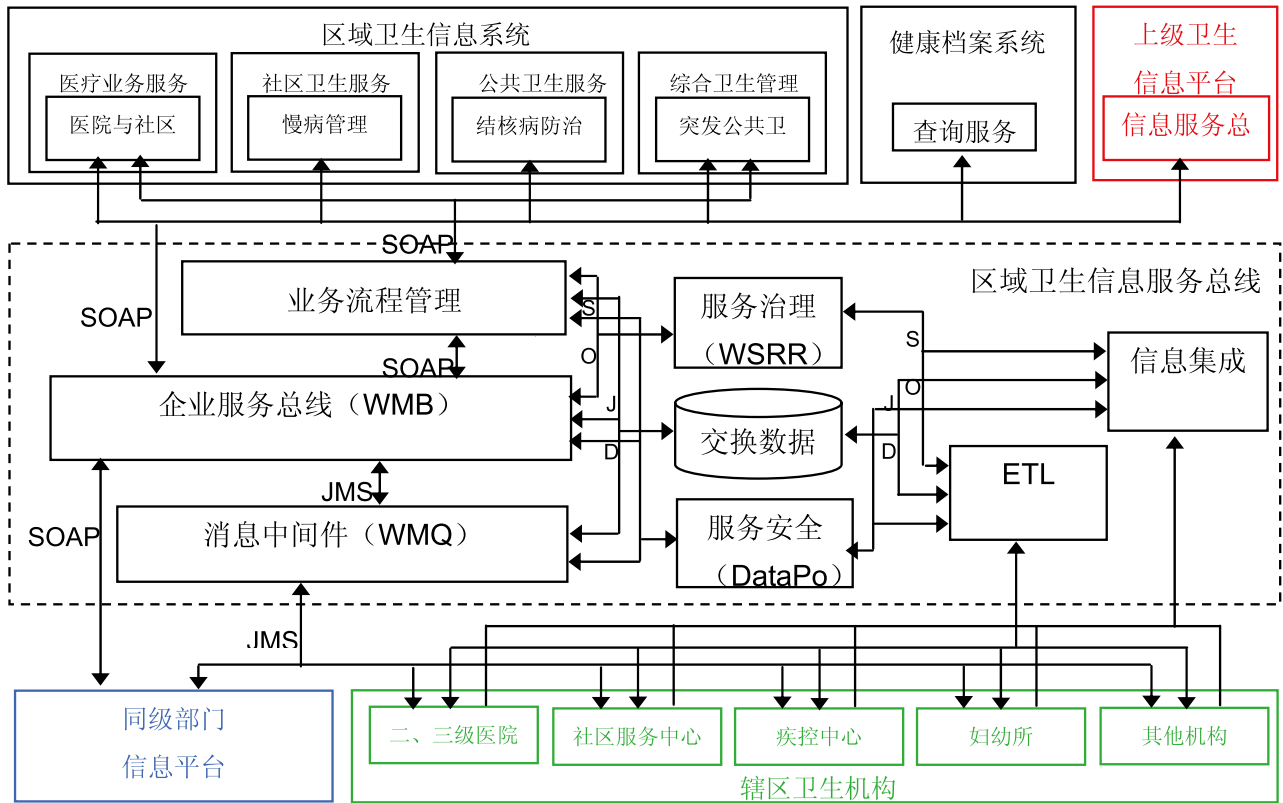 区域卫生信息系统
健康档案系统
上级卫生
信息平台
医疗业务服务
社区卫生服务
公共卫生服务
综合卫生管理
医院与社区
慢病管理
结核病防治
突发公共卫
查询服务
信息服务总
SOAP
区域卫生信息服务总线
SOAP
业务流程管理
服务治理
（WSRR）
S
O
J
D
S
O
J
D
信息集成
SOAP
企业服务总线（WMB）
交换数据
ETL
JMS
SOAP
消息中间件（WMQ）
服务安全
（DataPo）
JMS
同级部门
信息平台
二、三级医院
社区服务中心
疾控中心
妇幼所
其他机构
辖区卫生机构